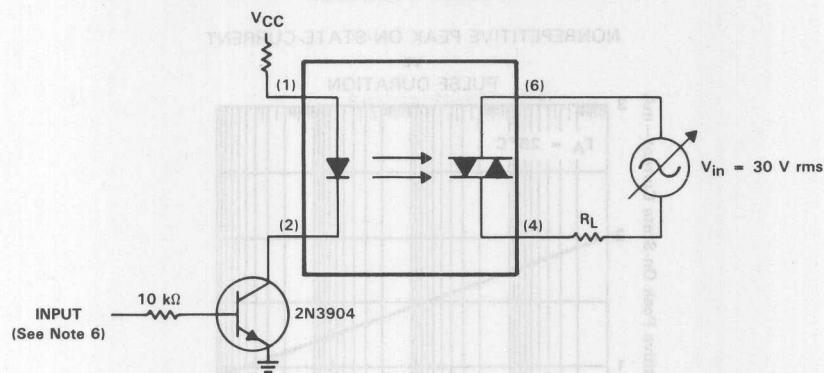 VCC
NONREPETITIVE PEAK ON-STATE-CURRENT
vs
PULSE DURATION
(1)
(6)
TA = 25°C
Vin = 30 V rms
(2)
(4)
RL
10 kΩ
2N3904
INPUT
(See Note 6)